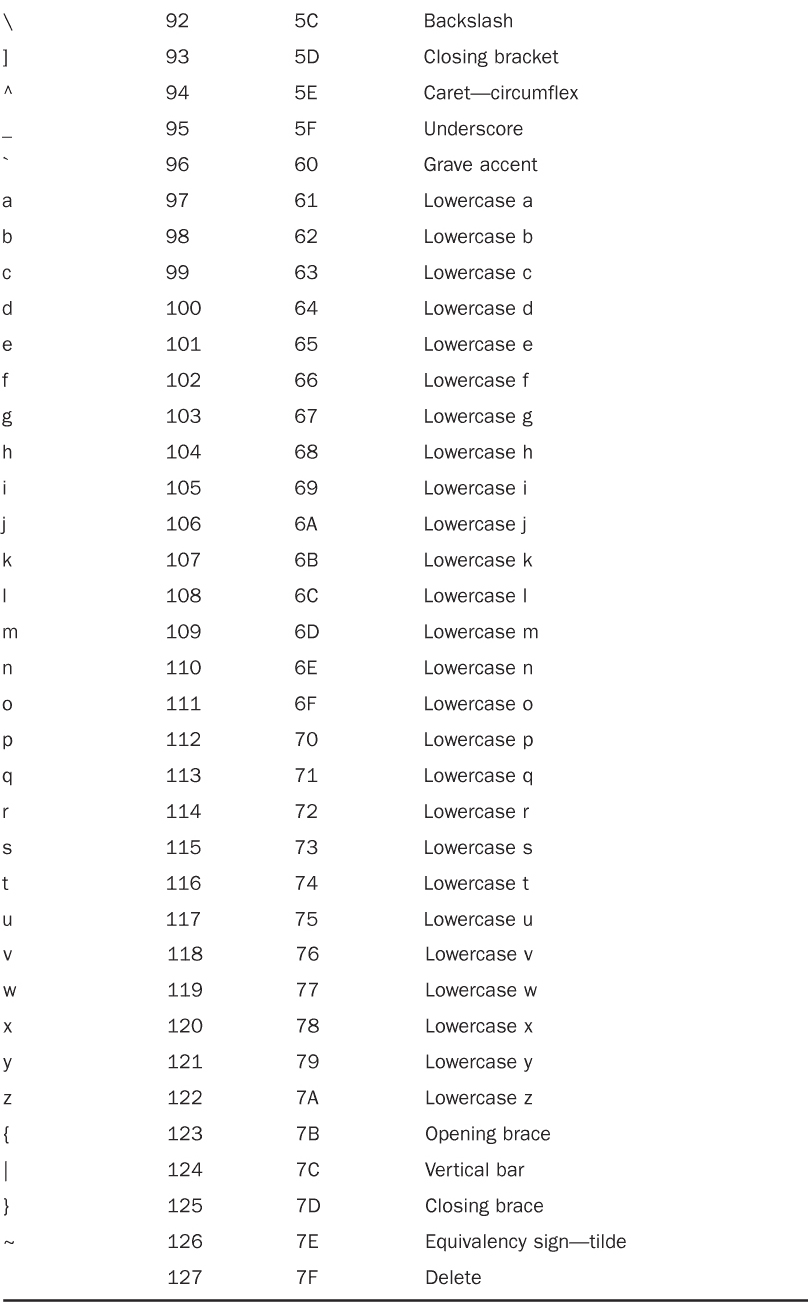 \ 92 5C Backslash
] 93 5D Closing bracket
^ 94 5E Caret—circumflex
_ 95 5F Underscore
` 96 60 Grave accent
a 97 61 Lowercase a
b 98 62 Lowercase b
c 99 63 Lowercase c
d 100 64 Lowercase d
e 101 65 Lowercase e
f 102 66 Lowercase f
g 103 67 Lowercase g
h 104 68 Lowercase h
i 105 69 Lowercase i
j 106 6A Lowercase j
k 107 6B Lowercase k
l 108 6C Lowercase l
m 109 6D Lowercase m
n 110 6E Lowercase n
o 111 6F Lowercase o
p 112 70 Lowercase p
q 113 71 Lowercase q
r 114 72 Lowercase r
s 115 73 Lowercase s
t 116 74 Lowercase t
u 117 75 Lowercase u
v 118 76 Lowercase v
w 119 77 Lowercase w
x 120 78 Lowercase x
y 121 79 Lowercase y
z 122 7A Lowercase z
{ 123 7B Opening brace
| 124 7C Vertical bar
} 125 7D Closing brace
~ 126 7E Equivalency sign—tilde
127 7F Delete